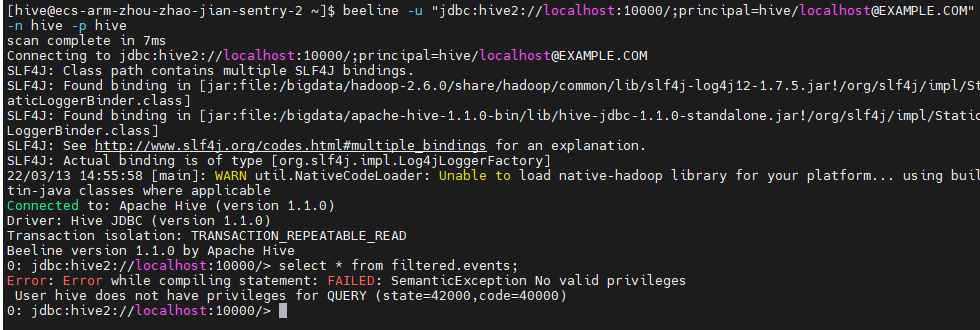 [hive@ecs-arm-zhou-zhao-jian-sentry-2 ~]$ beeline -u "jdbc:hive2://localhost:10000/;principal=hive/localhost@EXAMPLE.COM"
-n hive -p hive
scan complete in 7ms
Connecting to jdbc:hive2://localhost:10000/;principal=hive/localhost@EXAMPLE.COM
SLF4J: Class path contains multiple SLF4J bindings.
SLF4J: Found binding in [jar:file:/bigdata/hadoop-2.6.0/share/hadoop/common/lib/slf4j-log4j12-1.7.5.jar!/org/slf4j/impl/St
aticLoggerBinder.class]
SLF4J: Found binding in [jar:file:/bigdata/apache-hive-1.1.0-bin/lib/hive-jdbc-1.1.0-standalone.jar!/org/slf4j/impl/Static
LoggerBinder.class]
SLF4J: See http://www.slf4j.org/codes.html#multiple_bindings for an explanation.
SLF4J: Actual binding is of type [org.slf4j.impl.Log4jLoggerFactory]
22/03/13 14:55:58 [main]: WARN util.NativeCodeLoader: Unable to load native-hadoop library for your platform... using buil
tin-java classes where applicable
Connected to: Apache Hive (version 1.1.0)
Driver: Hive JDBC (version 1.1.0)
Transaction isolation: TRANSACTION_REPEATABLE_READ
Beeline version 1.1.0 by Apache Hive
0: jdbc:hive2://localhost:10000/> select * from filtered.events;
Error: Error while compiling statement: FAILED: SemanticException No valid privileges
 User hive does not have privileges for QUERY (state=42000,code=40000)
0: jdbc:hive2://localhost:10000/>